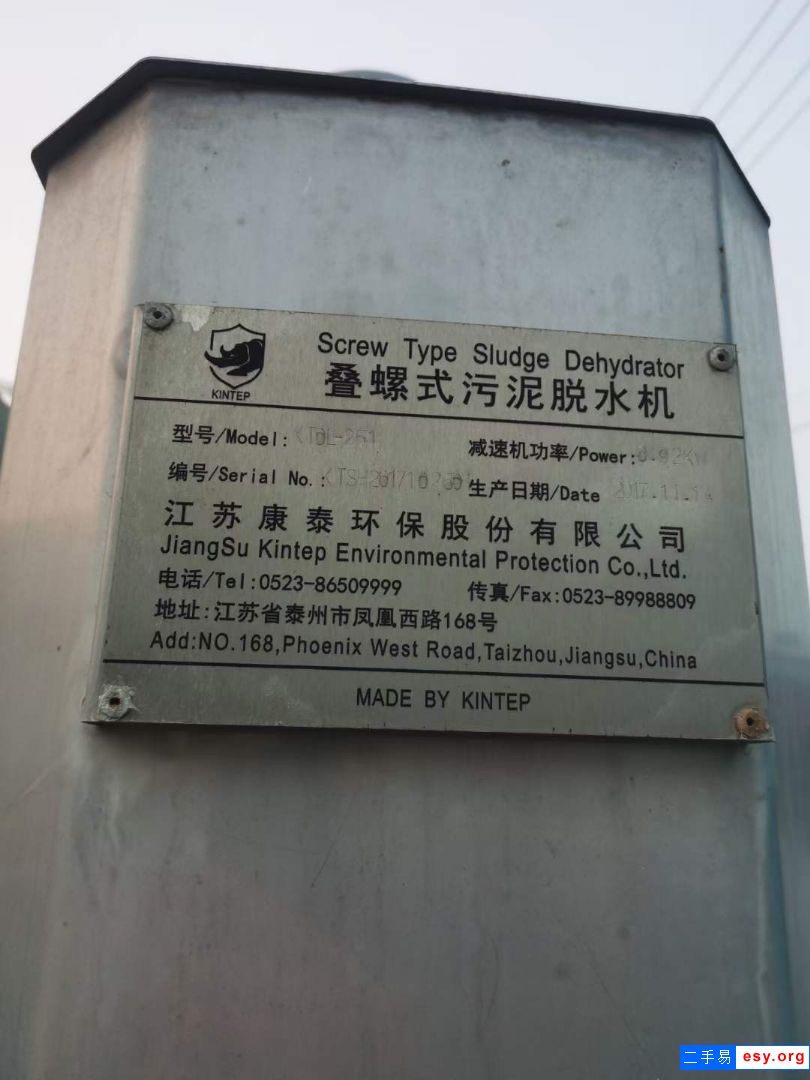 KINTEP
Screw Type Sludge Dehydrator
叠螺式污泥脱水机
型号/Model:
减速机功率/Power:
编号/Serial No.:
生产日期/Date 2017.11.14
江苏康泰环保股份有限公司
JiangSu Kintep Environmental Protection Co.,Ltd.
电话/Tel:0523-86509999 传真/Fax:0523-89988809
地址:江苏省泰州市凤凰西路168号
Add:NO.168,Phoenix West Road,Taizhou,Jiangsu,China
MADE BY KINTEP
二手易 esy.org